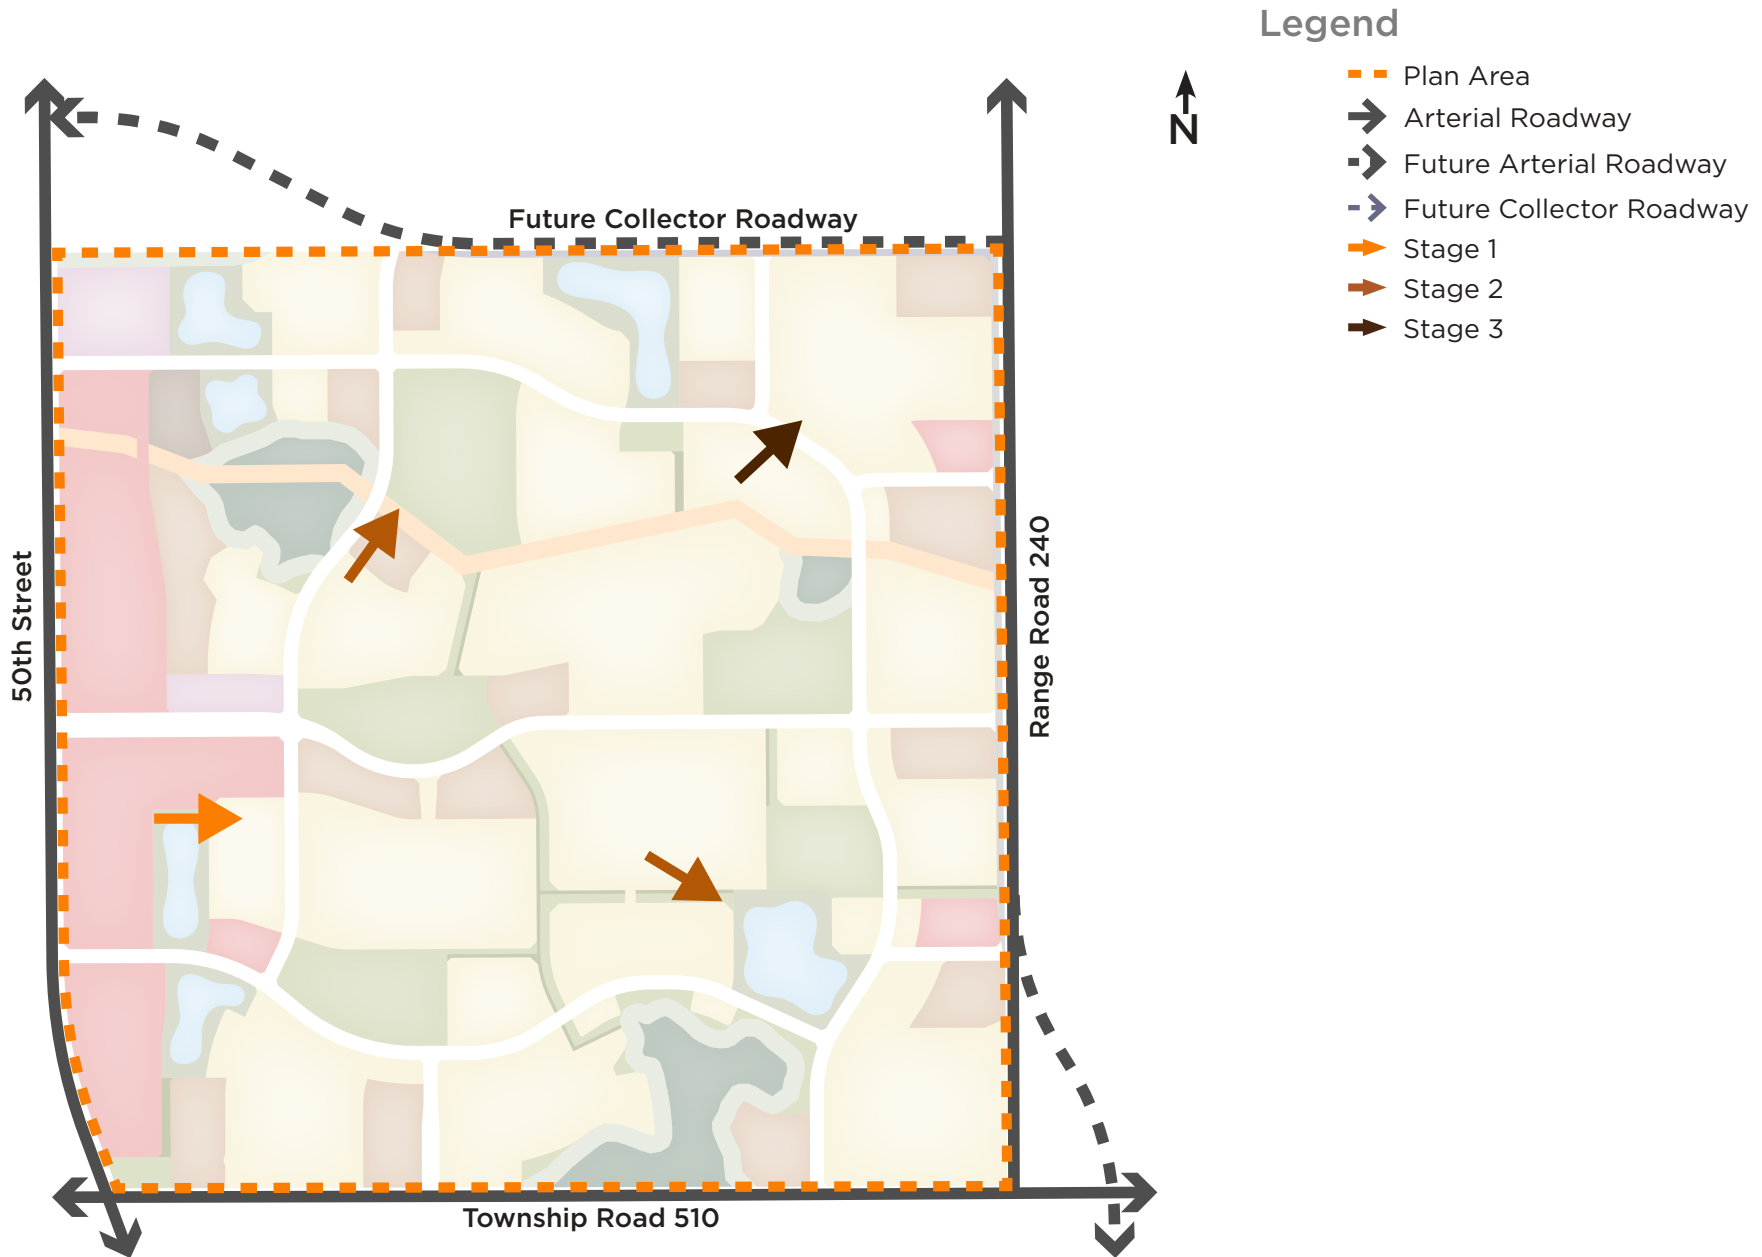 Legend
Plan Area
Arterial Roadway
Future Arterial Roadway
Future Collector Roadway
Stage 1
Stage 2
Stage 3
N
Future Collector Roadway
50th Street
Range Road 240
Township Road 510